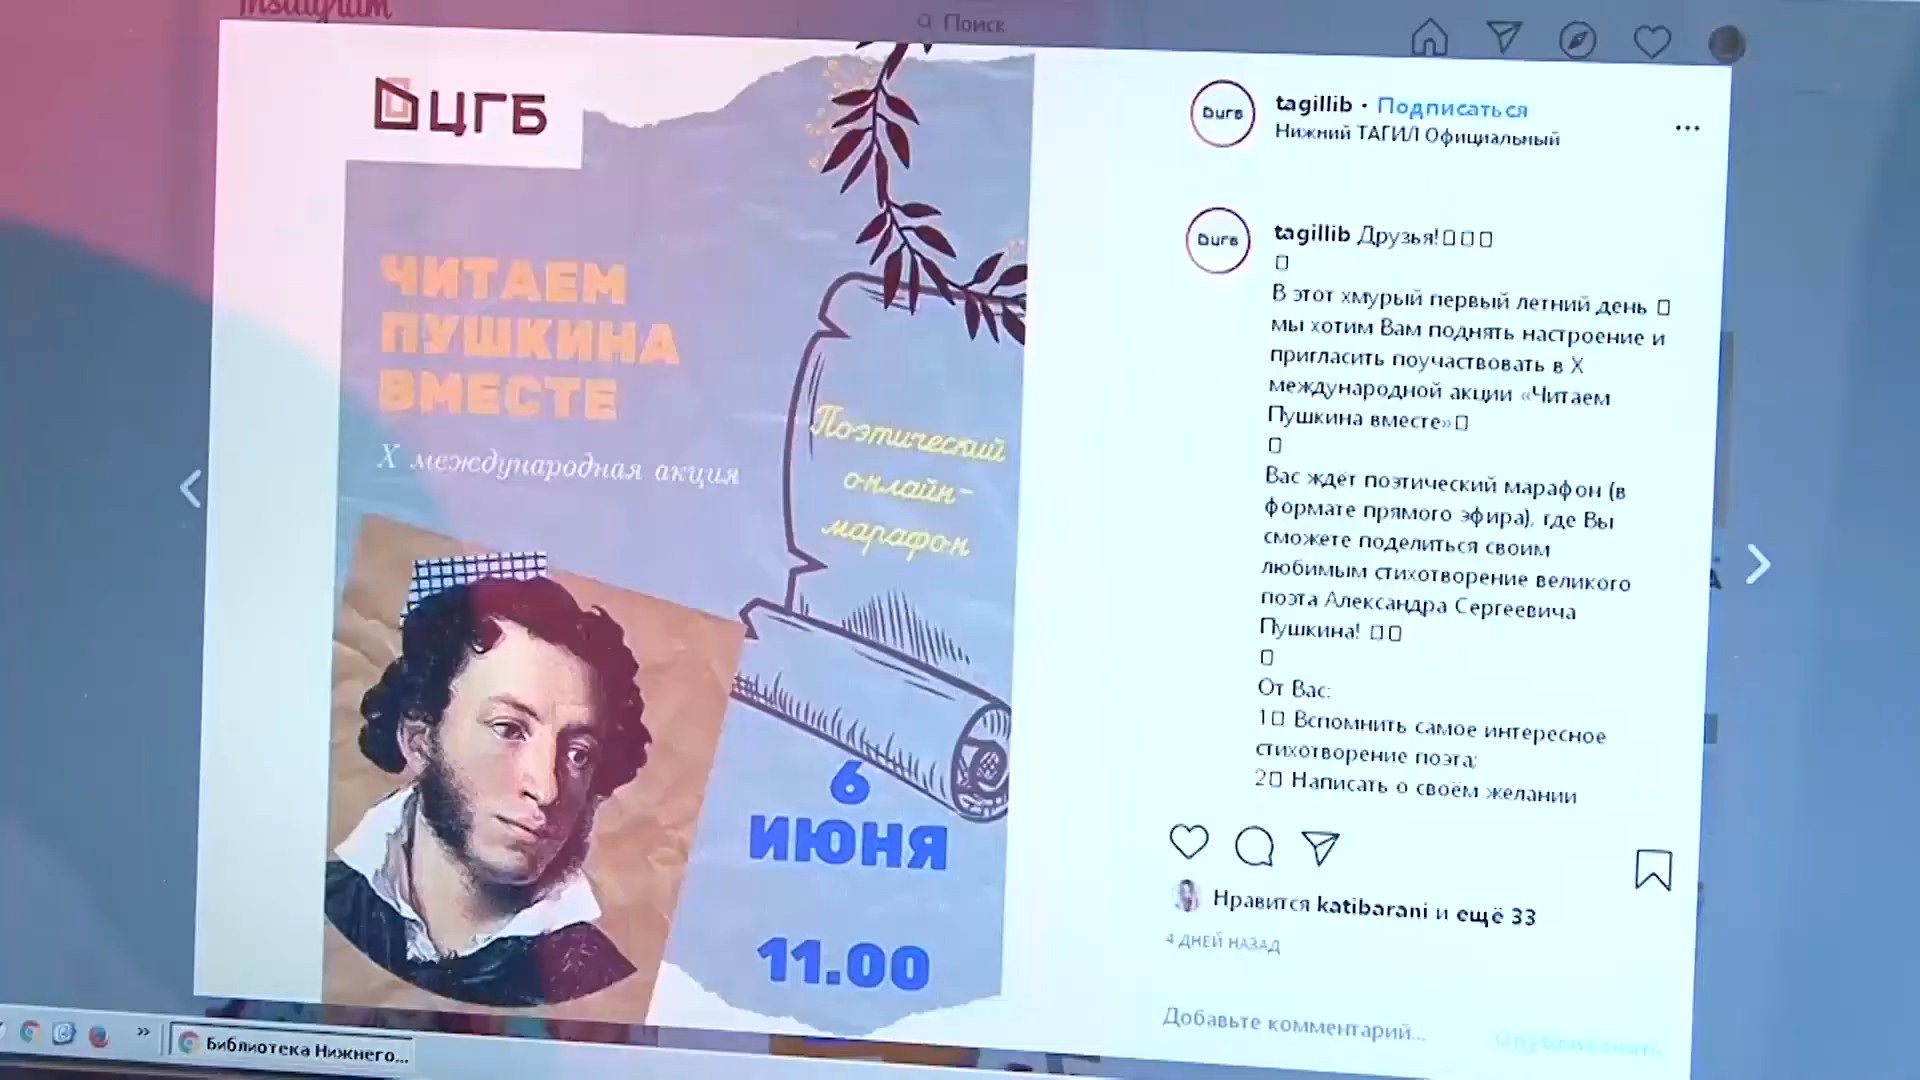 Instagram
Поиск
ЦГБ
ЧИТАЕМ
ПУШКИНА
ВМЕСТЕ
X международная акция
Поэтический
онлайн-
марафон
6
ИЮНЯ
11.00
ЦГБ
tagillib • Подписаться
Нижний ТАГИЛ Официальный
ЦГБ
tagillib Друзья!
В этот хмурый первый летний день
мы хотим Вам поднять настроение и
пригласить поучаствовать в X
международной акции «Читаем
Пушкина вместе»
Вас ждёт поэтический марафон (в
формате прямого эфира), где Вы
сможете поделиться своим
любимым стихотворение великого
поэта Александра Сергеевича
Пушкина!
От Вас:
1 Вспомнить самое интересное
стихотворение поэта;
2 Написать о своём желании
Нравится katibarani и ещё 33
4 ДНЕЙ НАЗАД
Добавьте комментарий...
Опубликовать
Библиотека Нижнего...